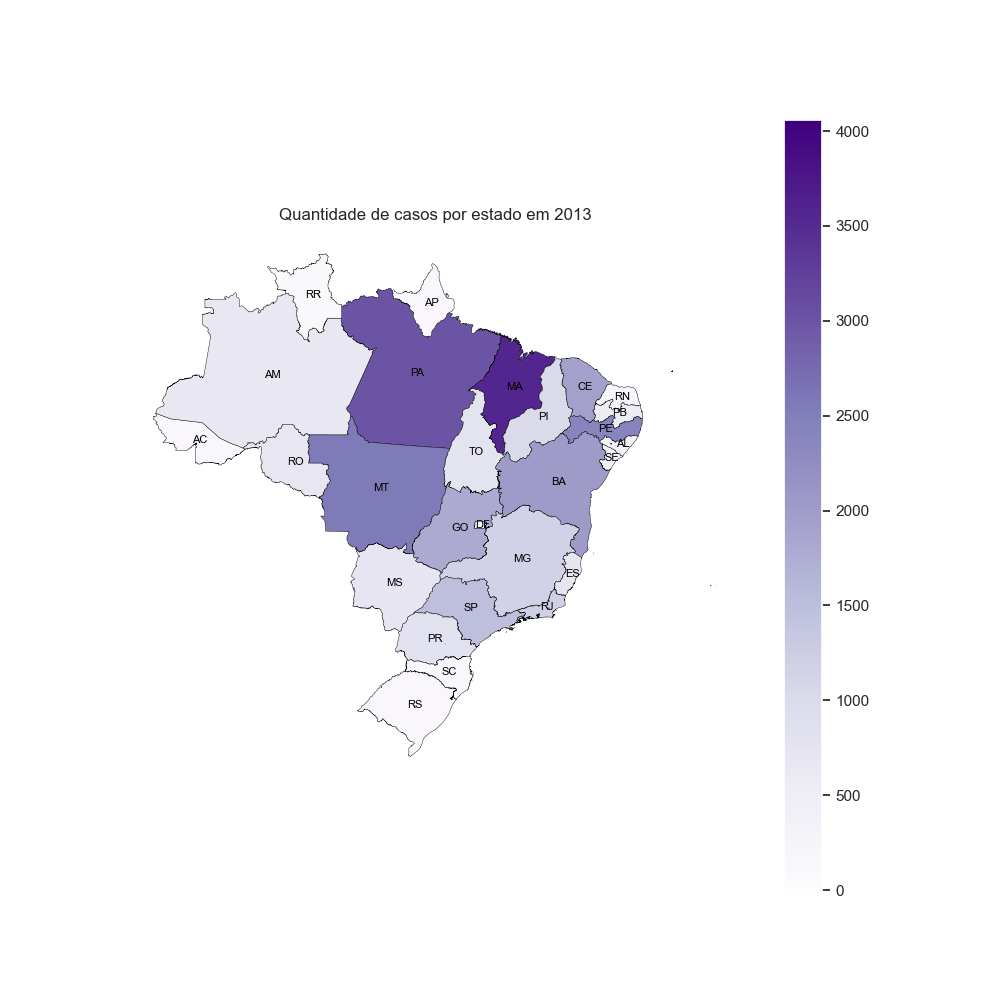 Quantidade de casos por estado em 2013
RR
AP
AM
PA
MA
CE
RN
PB
PI
PE
AL
SE
AC
RO
TO
MT
BA
GO
DF
MG
ES
MS
SP
RJ
PR
SC
RS
4000
3500
3000
2500
2000
1500
1000
500
0